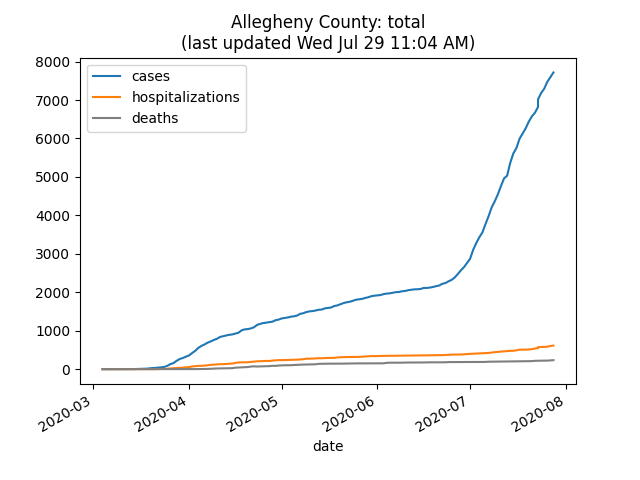 Allegheny County: total
(last updated Wed Jul 29 11:04 AM)
cases
hospitalizations
deaths
8000
7000
6000
5000
4000
3000
2000
1000
0
2020-03
2020-04
2020-05
2020-06
2020-07
2020-08
date